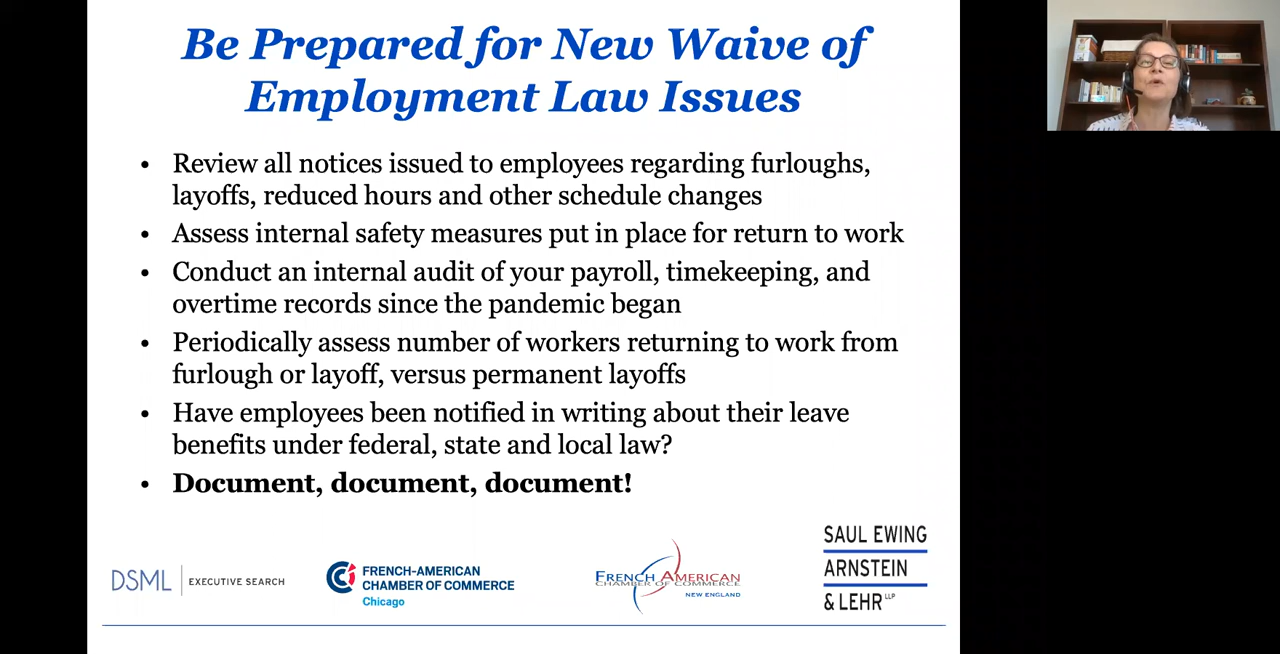 Be Prepared for New Waive of
Employment Law Issues
• Review all notices issued to employees regarding furloughs,
layoffs, reduced hours and other schedule changes
• Assess internal safety measures put in place for return to work
• Conduct an internal audit of your payroll, timekeeping, and
overtime records since the pandemic began
• Periodically assess number of workers returning to work from
furlough or layoff, versus permanent layoffs
• Have employees been notified in writing about their leave
benefits under federal, state and local law?
• Document, document, document!
DSML EXECUTIVE SEARCH
FRENCH-AMERICAN
CHAMBER OF COMMERCE
Chicago
FRENCH AMERICAN
CHAMBER OF COMMERCE
NEW ENGLAND
SAUL EWING
ARNSTEIN
& LEHR LLP